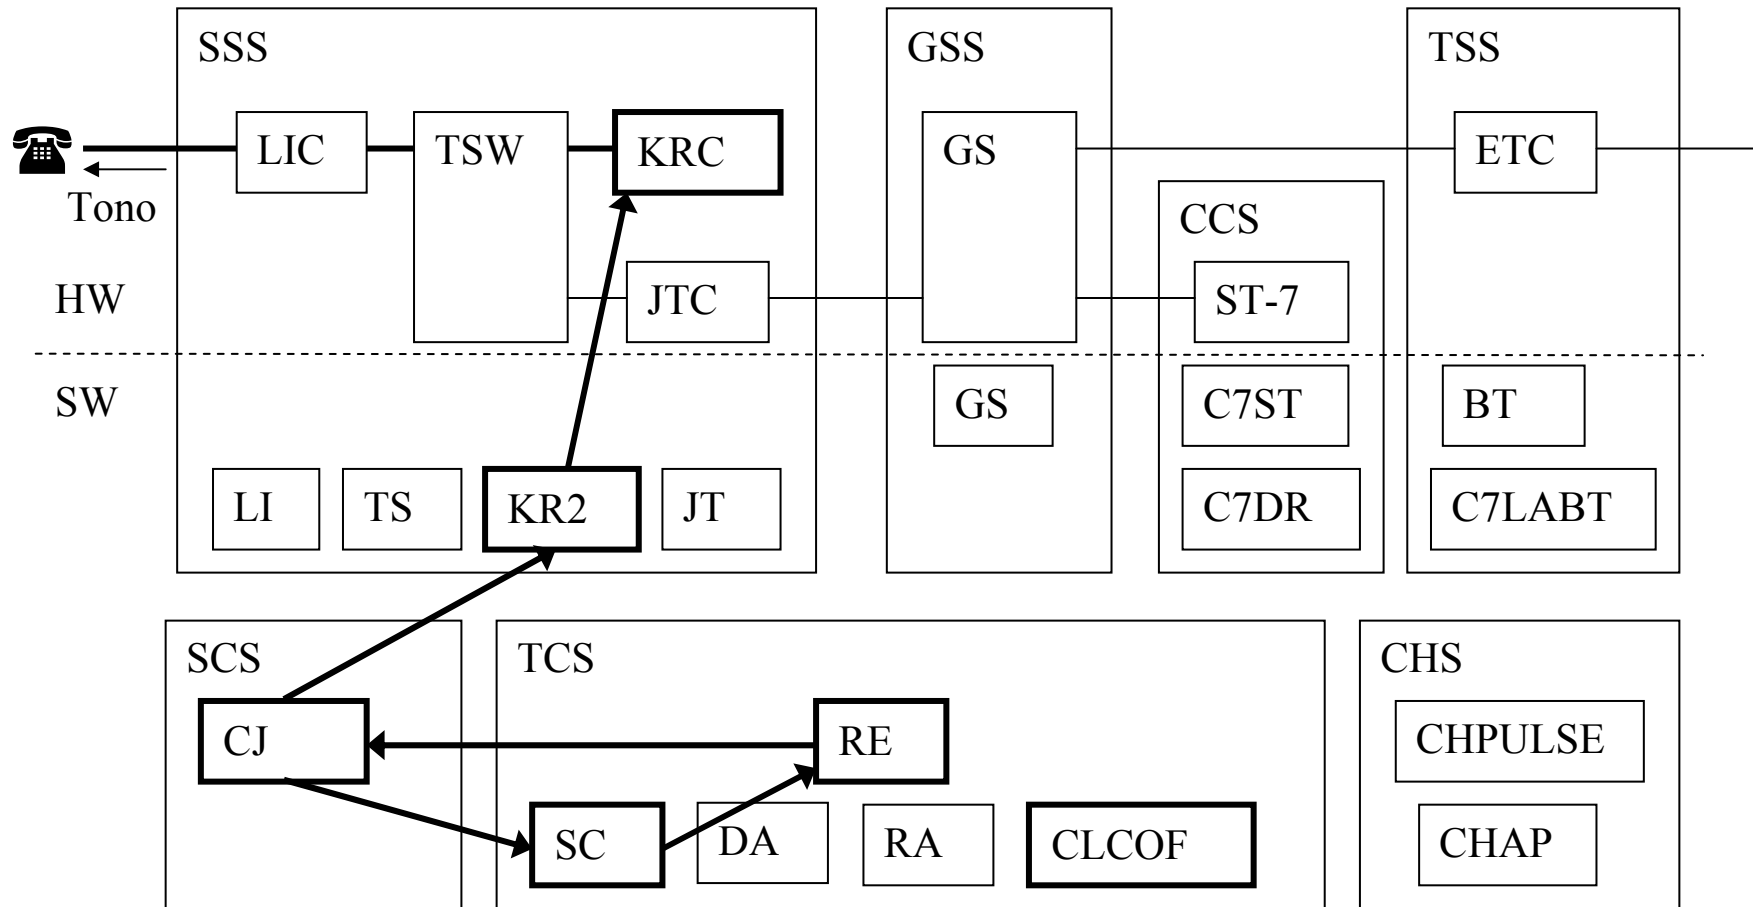 SSS
GSS
TSS
LIC
TSW
KRC
GS
ETC
Tono
CCS
HW
JTC
ST-7
SW
GS
C7ST
BT
LI
TS
KR2
JT
C7DR
C7LABT
SCS
TCS
CHS
CJ
RE
CHPULSE
SC
DA
RA
CLCOF
CHAP